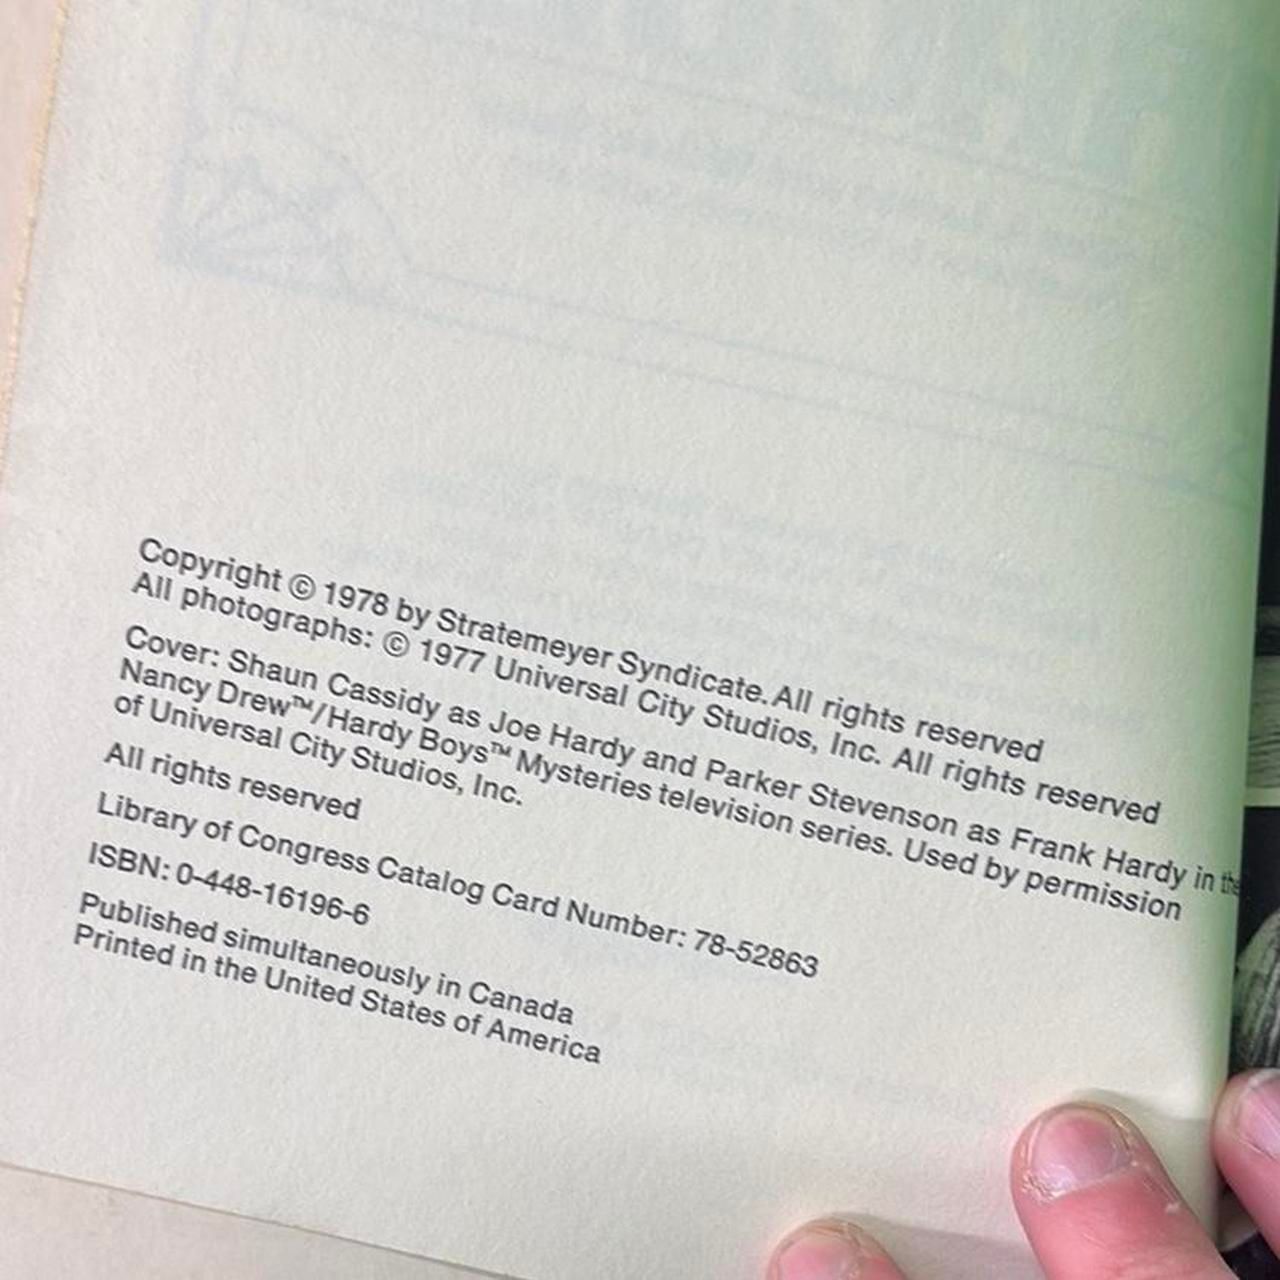 Copyright © 1978 by Stratemeyer Syndicate. All rights reserved
All photographs: © 1977 Universal City Studios, Inc. All rights reserved
Cover: Shaun Cassidy as Joe Hardy and Parker Stevenson as Frank Hardy in the
Nancy Drew™/Hardy Boys™ Mysteries television series. Used by permission
of Universal City Studios, Inc.
All rights reserved
Library of Congress Catalog Card Number: 78-52863
ISBN: 0-448-16196-6
Published simultaneously in Canada
Printed in the United States of America